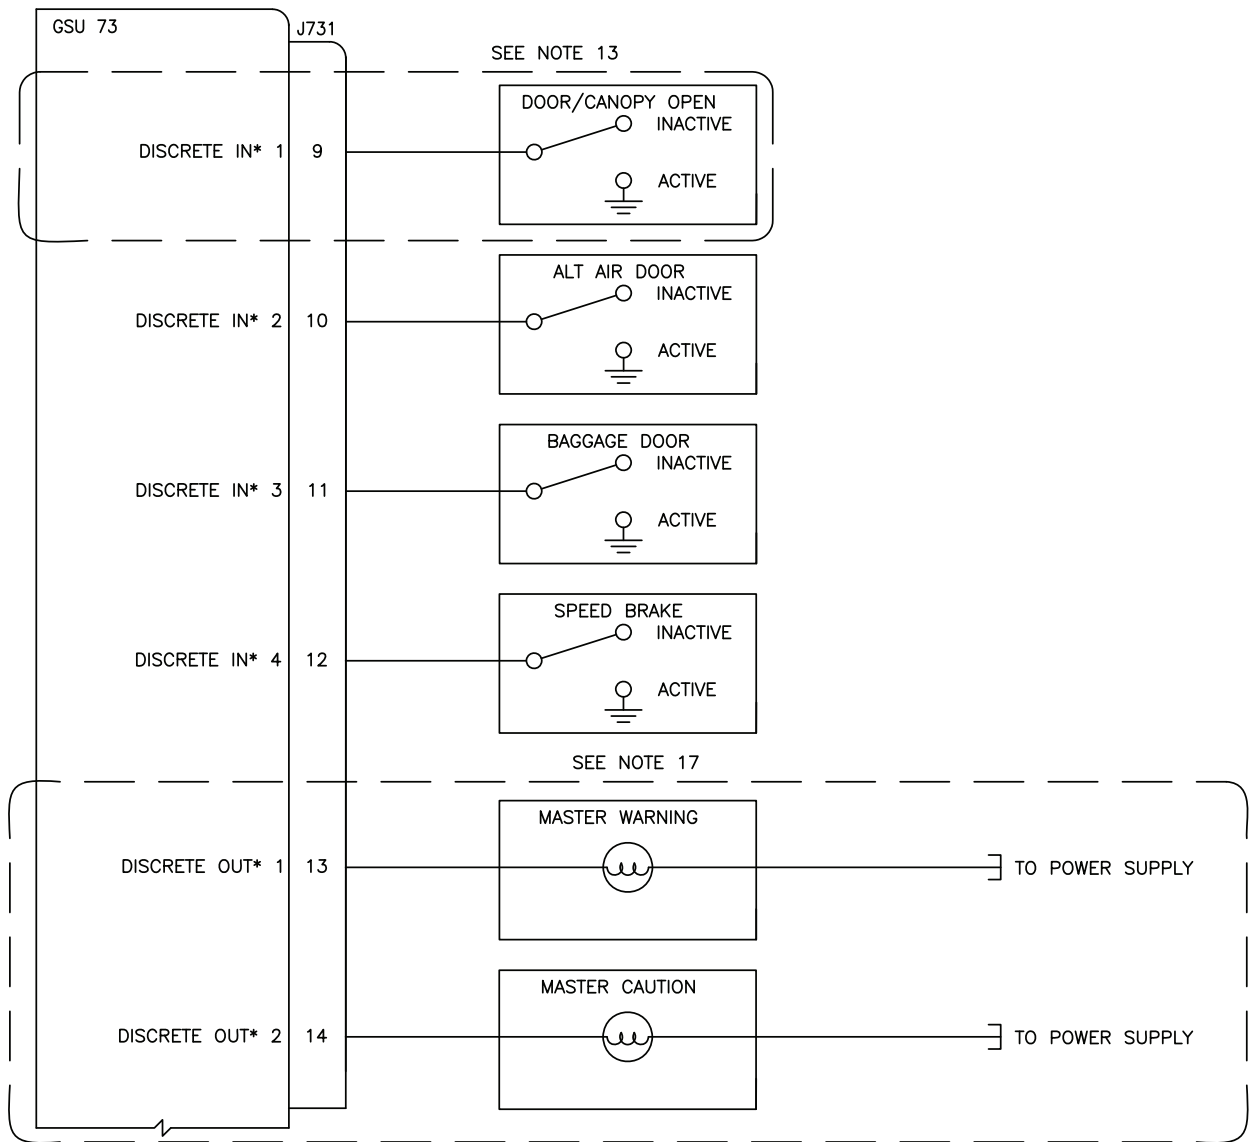 GSU 73
J731
SEE NOTE 13
DOOR/CANOPY OPEN
INACTIVE
DISCRETE IN* 1 9
ACTIVE
ALT AIR DOOR
INACTIVE
DISCRETE IN* 2 10
ACTIVE
BAGGAGE DOOR
INACTIVE
DISCRETE IN* 3 11
ACTIVE
SPEED BRAKE
INACTIVE
DISCRETE IN* 4 12
ACTIVE
SEE NOTE 17
MASTER WARNING
DISCRETE OUT* 1 13 TO POWER SUPPLY
MASTER CAUTION
DISCRETE OUT* 2 14 TO POWER SUPPLY